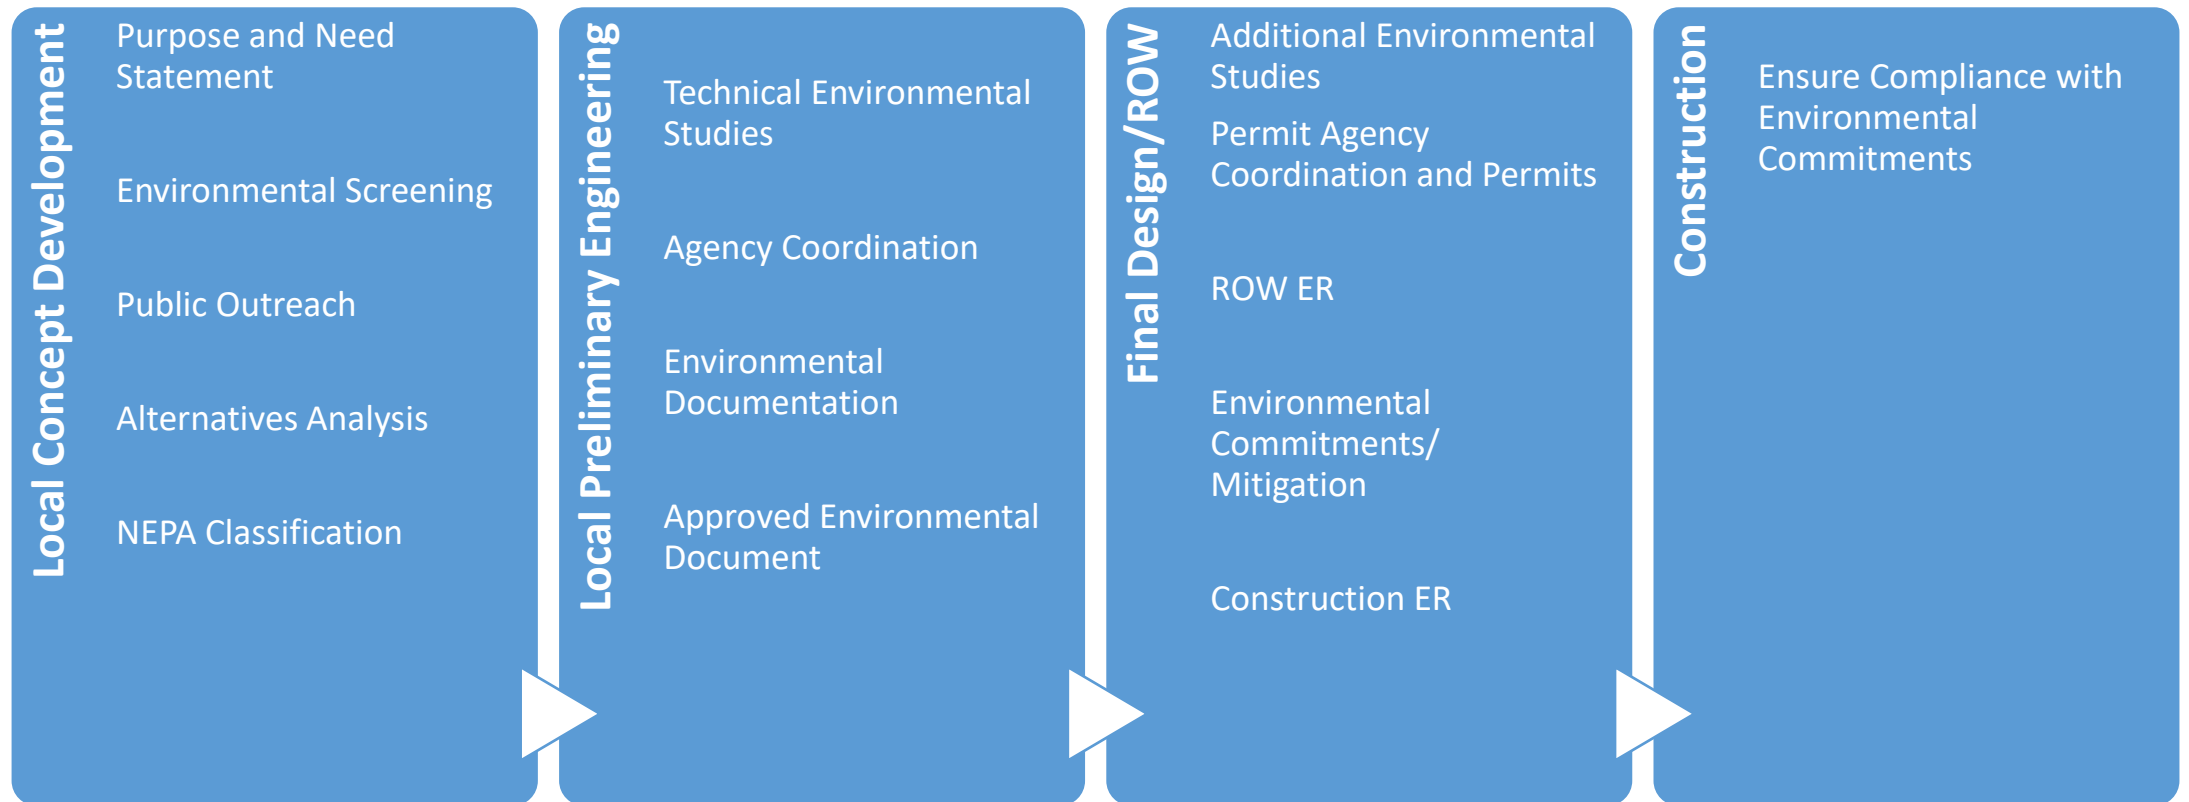 Local Concept Development
Purpose and Need
Statement
Environmental Screening
Public Outreach
Alternatives Analysis
NEPA Classification
Local Preliminary Engineering
Technical Environmental
Studies
Agency Coordination
Environmental
Documentation
Approved Environmental
Document
Final Design/ROW
Additional Environmental
Studies
Permit Agency
Coordination and Permits
ROW ER
Environmental
Commitments/
Mitigation
Construction ER
Construction
Ensure Compliance with
Environmental
Commitments